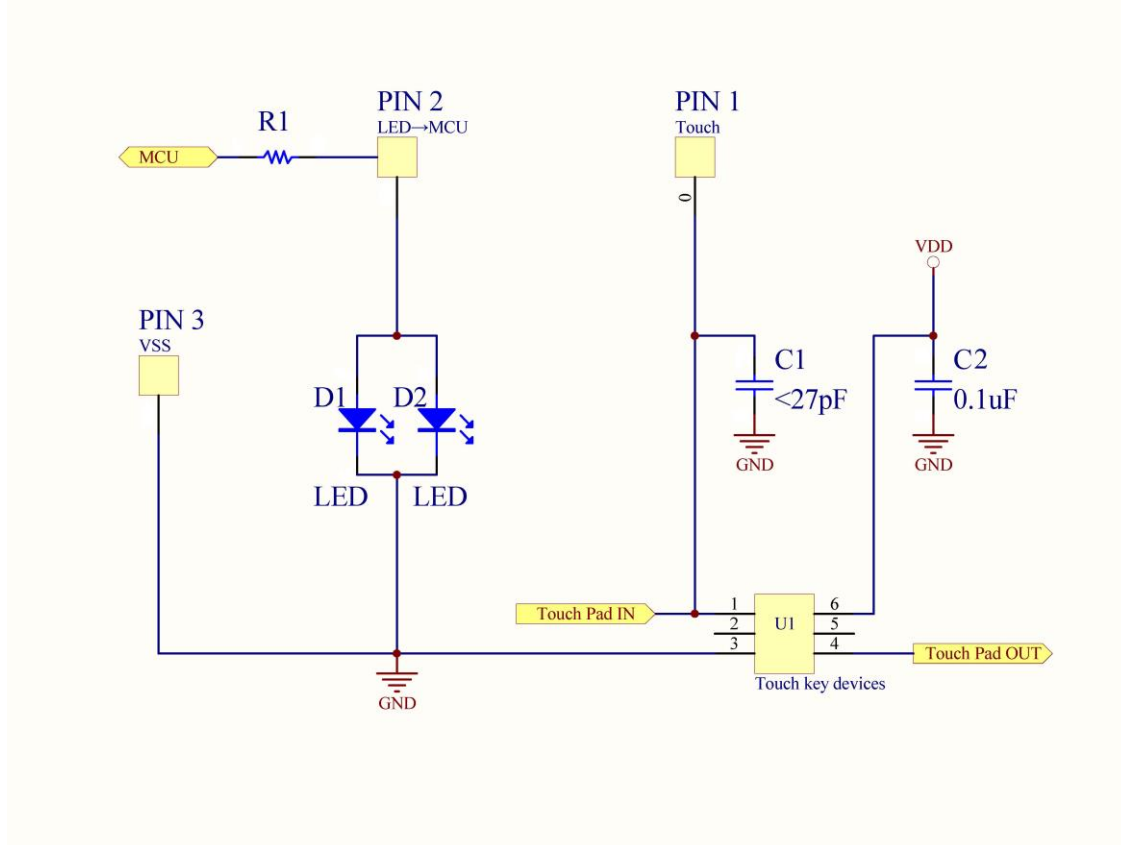 PIN 2
LED→MCU
R1
MCU
PIN 1
Touch
0
VDD
PIN 3
VSS
D1
D2
LED
LED
C1
<27pF
GND
C2
0.1uF
GND
Touch Pad IN
1
2
3
U1
6
5
4
Touch Pad OUT
Touch key devices
GND